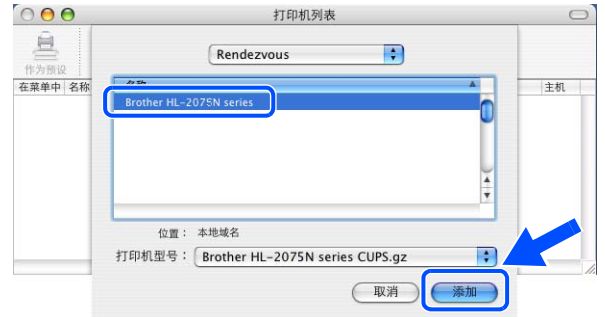 打印机列表
Rendezvous
作为预设
在菜单中 名称 主机
名称
Brother HL-2075N series
位置： 本地域名
打印机型号： Brother HL-2075N series CUPS.gz
取消 添加